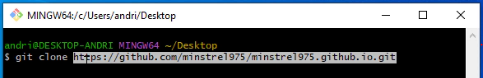 MINGW64:/c/Users/andri/Desktop
andri@DESKTOP-ANDRI MINGW64 ~/Desktop
$ git clone https://github.com/minstrel975/minstrel975.github.io.git